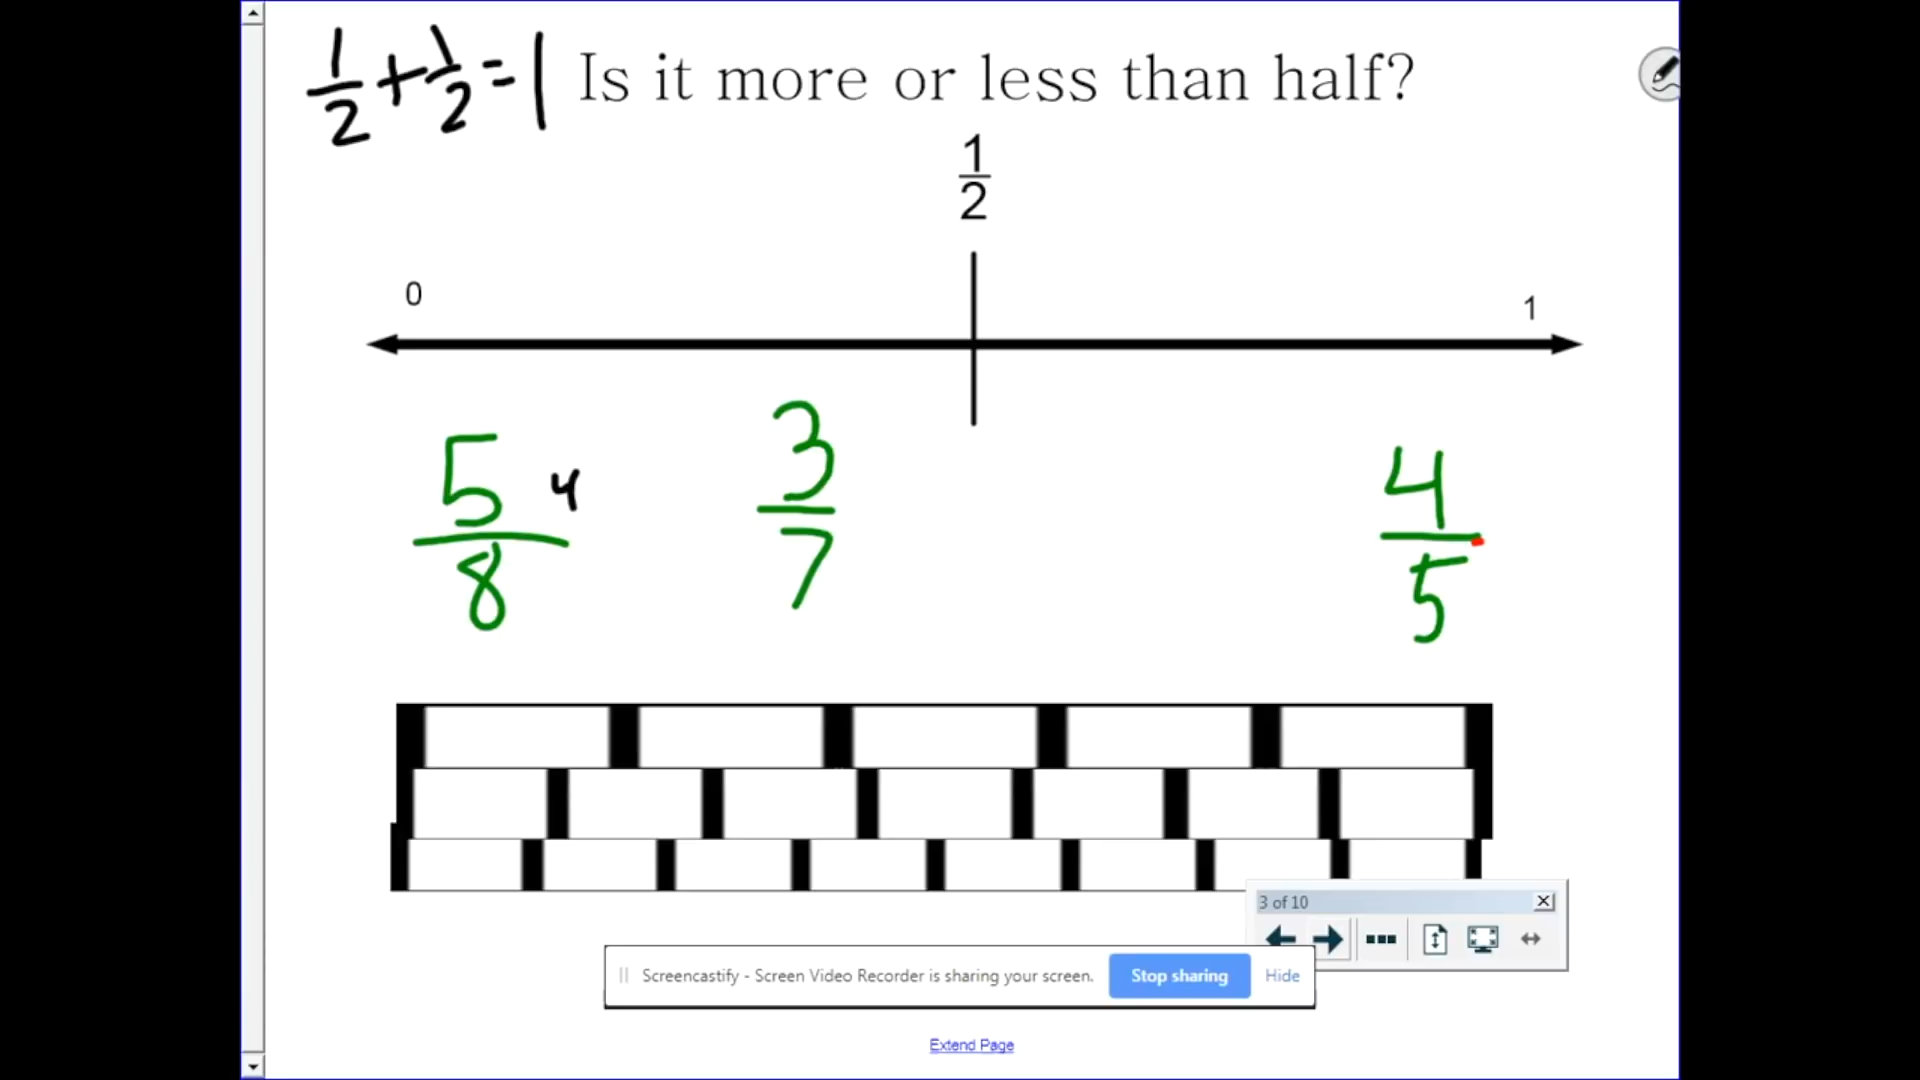 1/2 + 1/2 = 1 Is it more or less than half?
1/2
0 1
5/8 4 3/7 4/5
3 of 10
Screencastify - Screen Video Recorder is sharing your screen. Stop sharing Hide
Extend Page